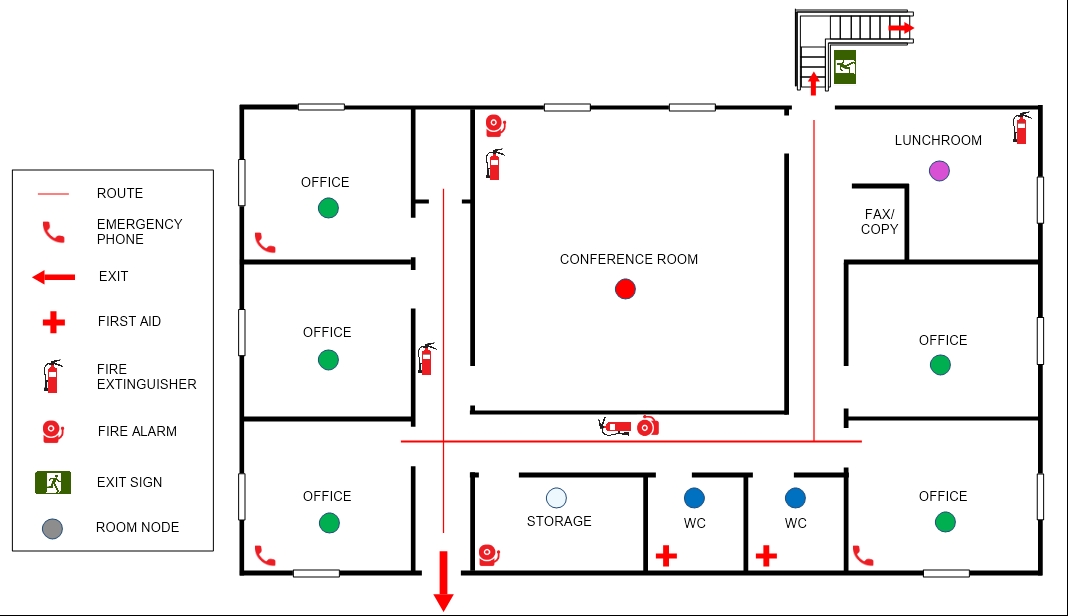 ROUTE
EMERGENCY
PHONE
EXIT
FIRST AID
FIRE
EXTINGUISHER
FIRE ALARM
EXIT SIGN
ROOM NODE
OFFICE
OFFICE
OFFICE
CONFERENCE ROOM
STORAGE
WC
WC
LUNCHROOM
FAX/
COPY
OFFICE
OFFICE